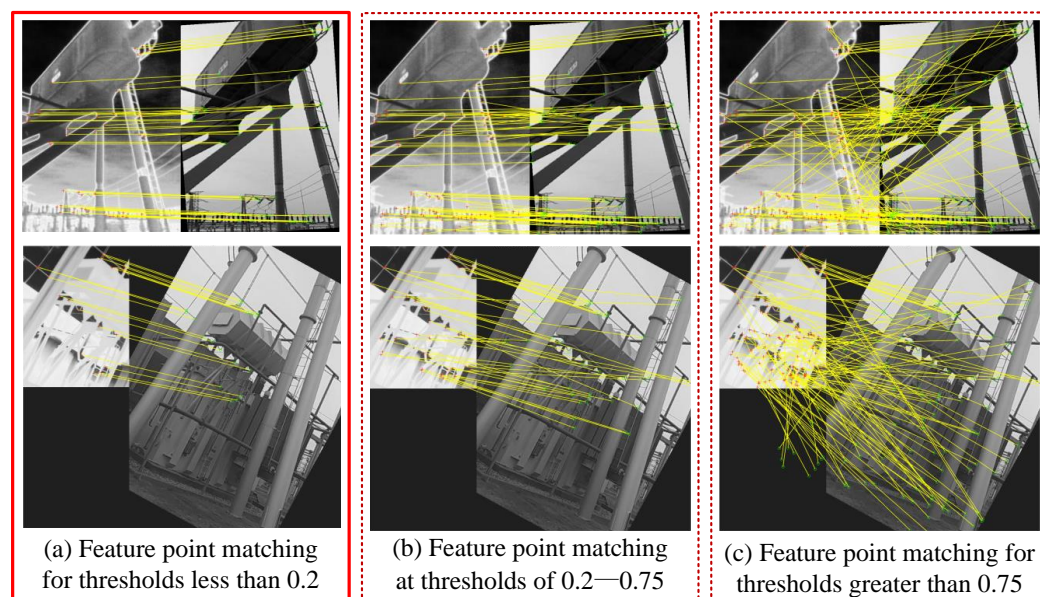 (a) Feature point matching
for thresholds less than 0.2
(b) Feature point matching
at thresholds of 0.2—0.75
(c) Feature point matching for
thresholds greater than 0.75